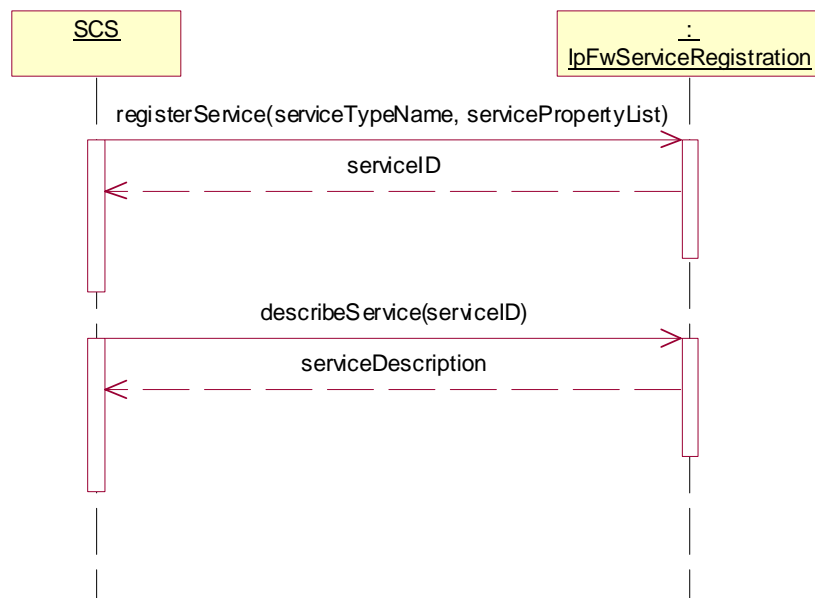 SCS
:
IpFwServiceRegistration
registerService(serviceTypeName, servicePropertyList)
serviceID
describeService(serviceID)
serviceDescription